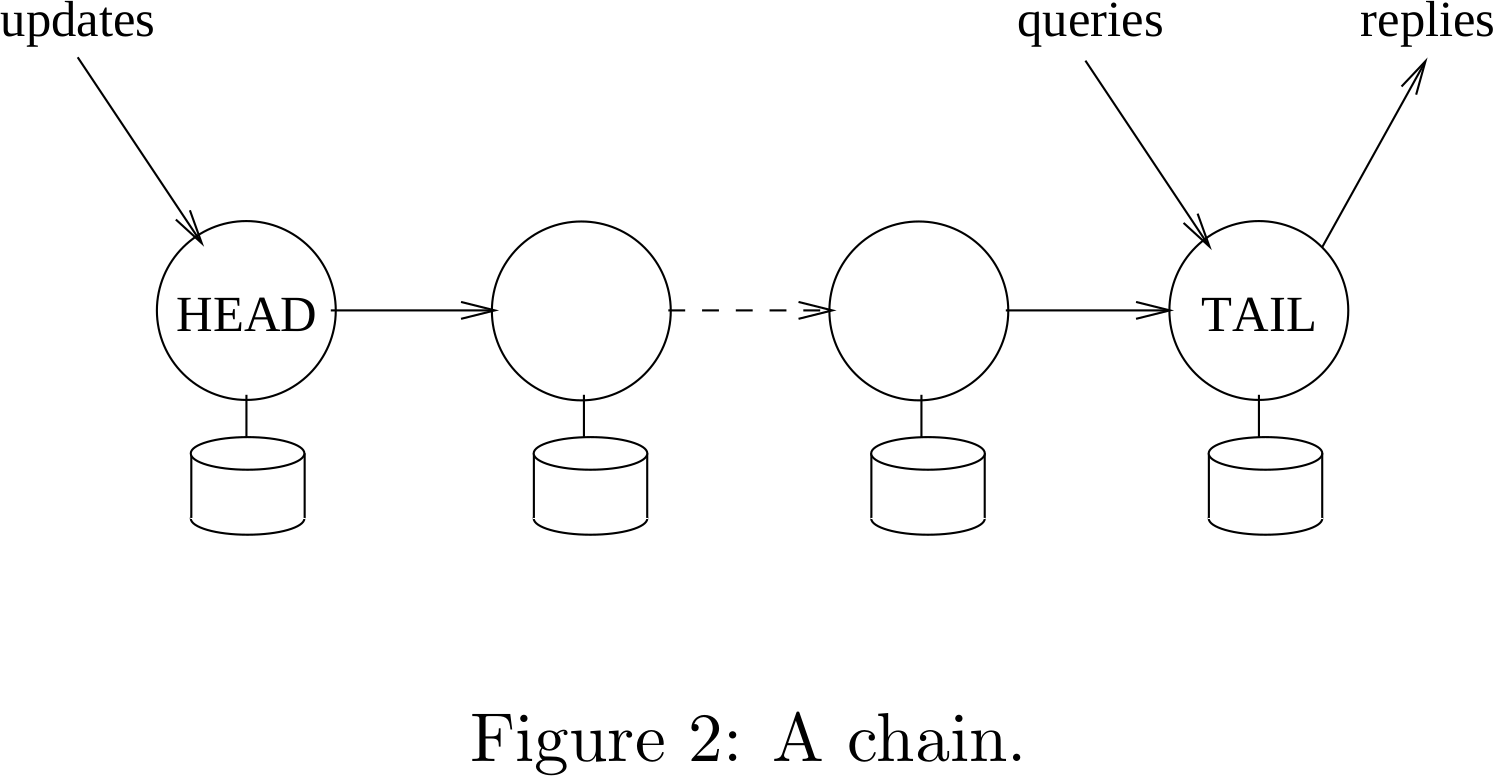 updates
queries
replies
HEAD
TAIL
Figure 2: A chain.